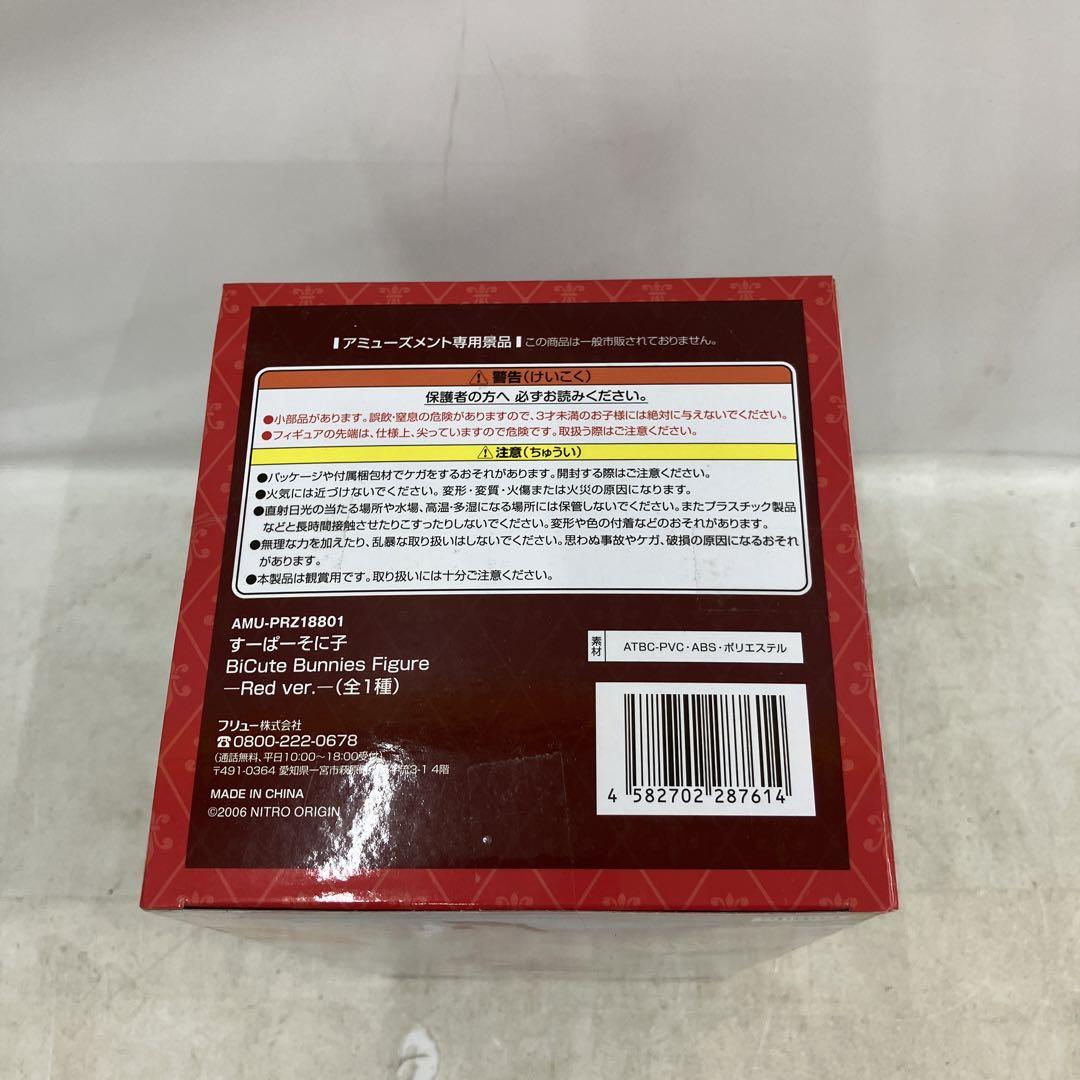 アミューズメント専用景品 この商品は一般市販されておりません。
警告(けいこく)
保護者の方へ 必ずお読みください。
●小部品があります。誤飲・窒息の危険がありますので、3才未満のお子様には絶対に与えないでください。
●フィギュアの先端は、仕様上、尖っていますので危険です。取扱う際はご注意ください。
注意(ちゅうい)
●パッケージや付属梱包材でケガをするおそれがあります。開封する際はご注意ください。
●火気には近づけないでください。変形・変質・火傷または火災の原因になります。
●直射日光の当たる場所や水場、高温・多湿になる場所には保管しないでください。またプラスチック製品
などと長時間接触させたりこすったりしないでください。変形や色の付着などのおそれがあります。
●無理な力を加えたり、乱暴な取り扱いはしないでください。思わぬ事故やケガ、破損の原因になるおそれ
があります。
●本製品は観賞用です。取り扱いには十分ご注意ください。
AMU-PRZ18801
すーぱーそに子
BiCute Bunnies Figure
—Red ver.—(全1種)
素材 ATBC-PVC・ABS・ポリエステル
フリュー株式会社
☎0800-222-0678
(通話無料、平日10:00〜18:00受付)
〒491-0364 愛知県一宮市萩原町 3-1 4階
MADE IN CHINA
©2006 NITRO ORIGIN
4 582702 287614